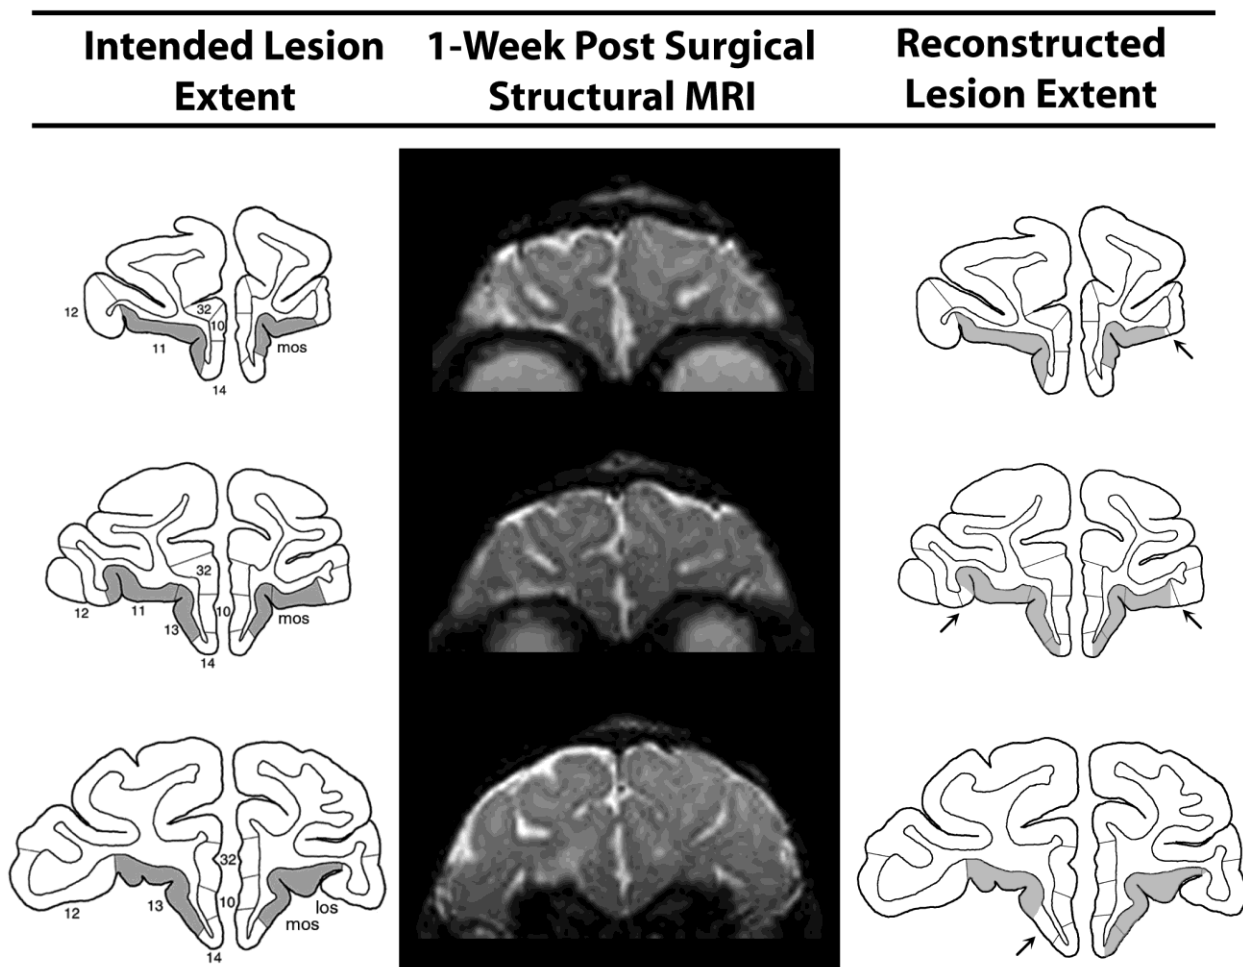 Intended Lesion
Extent
1-Week Post Surgical
Structural MRI
Reconstructed
Lesion Extent
12
32
10
11
mos
14
32
12
11
10
13
mos
14
32
12
13
10
los
mos
14